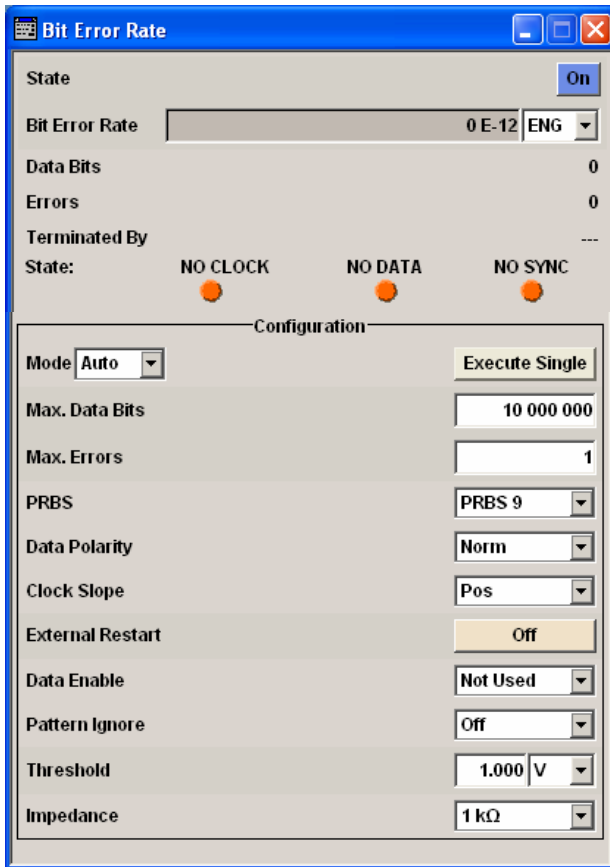 Bit Error Rate
State On
Bit Error Rate 0 E-12 ENG
Data Bits 0
Errors 0
Terminated By ---
State: NO CLOCK NO DATA NO SYNC
Configuration
Mode Auto Execute Single
Max. Data Bits 10 000 000
Max. Errors 1
PRBS PRBS 9
Data Polarity Norm
Clock Slope Pos
External Restart Off
Data Enable Not Used
Pattern Ignore Off
Threshold 1.000 V
Impedance 1 kΩ